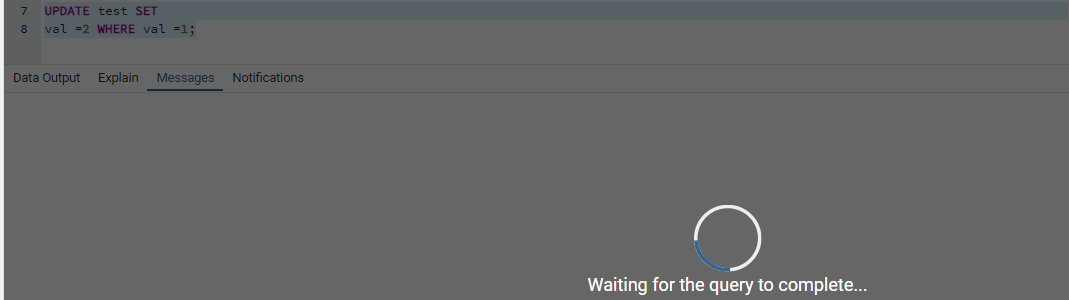 7 UPDATE test SET
8 val =2 WHERE val =1;
Data Output Explain Messages Notifications
Waiting for the query to complete...